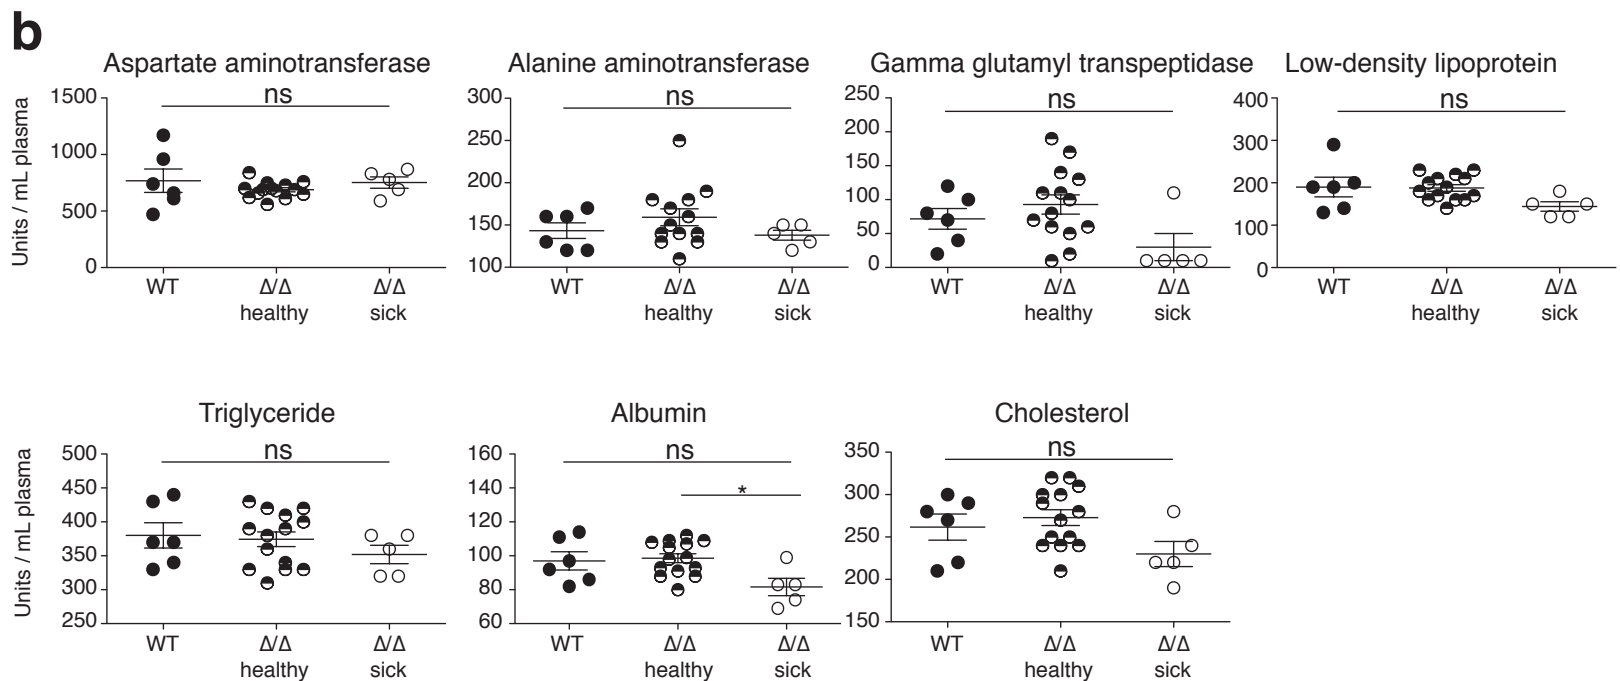 b
Aspartate aminotransferase
Alanine aminotransferase
Gamma glutamyl transpeptidase
Low-density lipoprotein
Units / mL plasma
1500
1000
500
0
ns
WT
Δ/Δ
healthy
Δ/Δ
sick
300
250
200
150
100
ns
WT
Δ/Δ
healthy
Δ/Δ
sick
250
200
150
100
50
0
ns
WT
Δ/Δ
healthy
Δ/Δ
sick
400
300
200
100
0
ns
WT
Δ/Δ
healthy
Δ/Δ
sick
Triglyceride
Albumin
Cholesterol
Units / mL plasma
500
450
400
350
300
250
ns
WT
Δ/Δ
healthy
Δ/Δ
sick
160
140
120
100
80
60
ns
*
WT
Δ/Δ
healthy
Δ/Δ
sick
350
300
250
200
150
ns
WT
Δ/Δ
healthy
Δ/Δ
sick